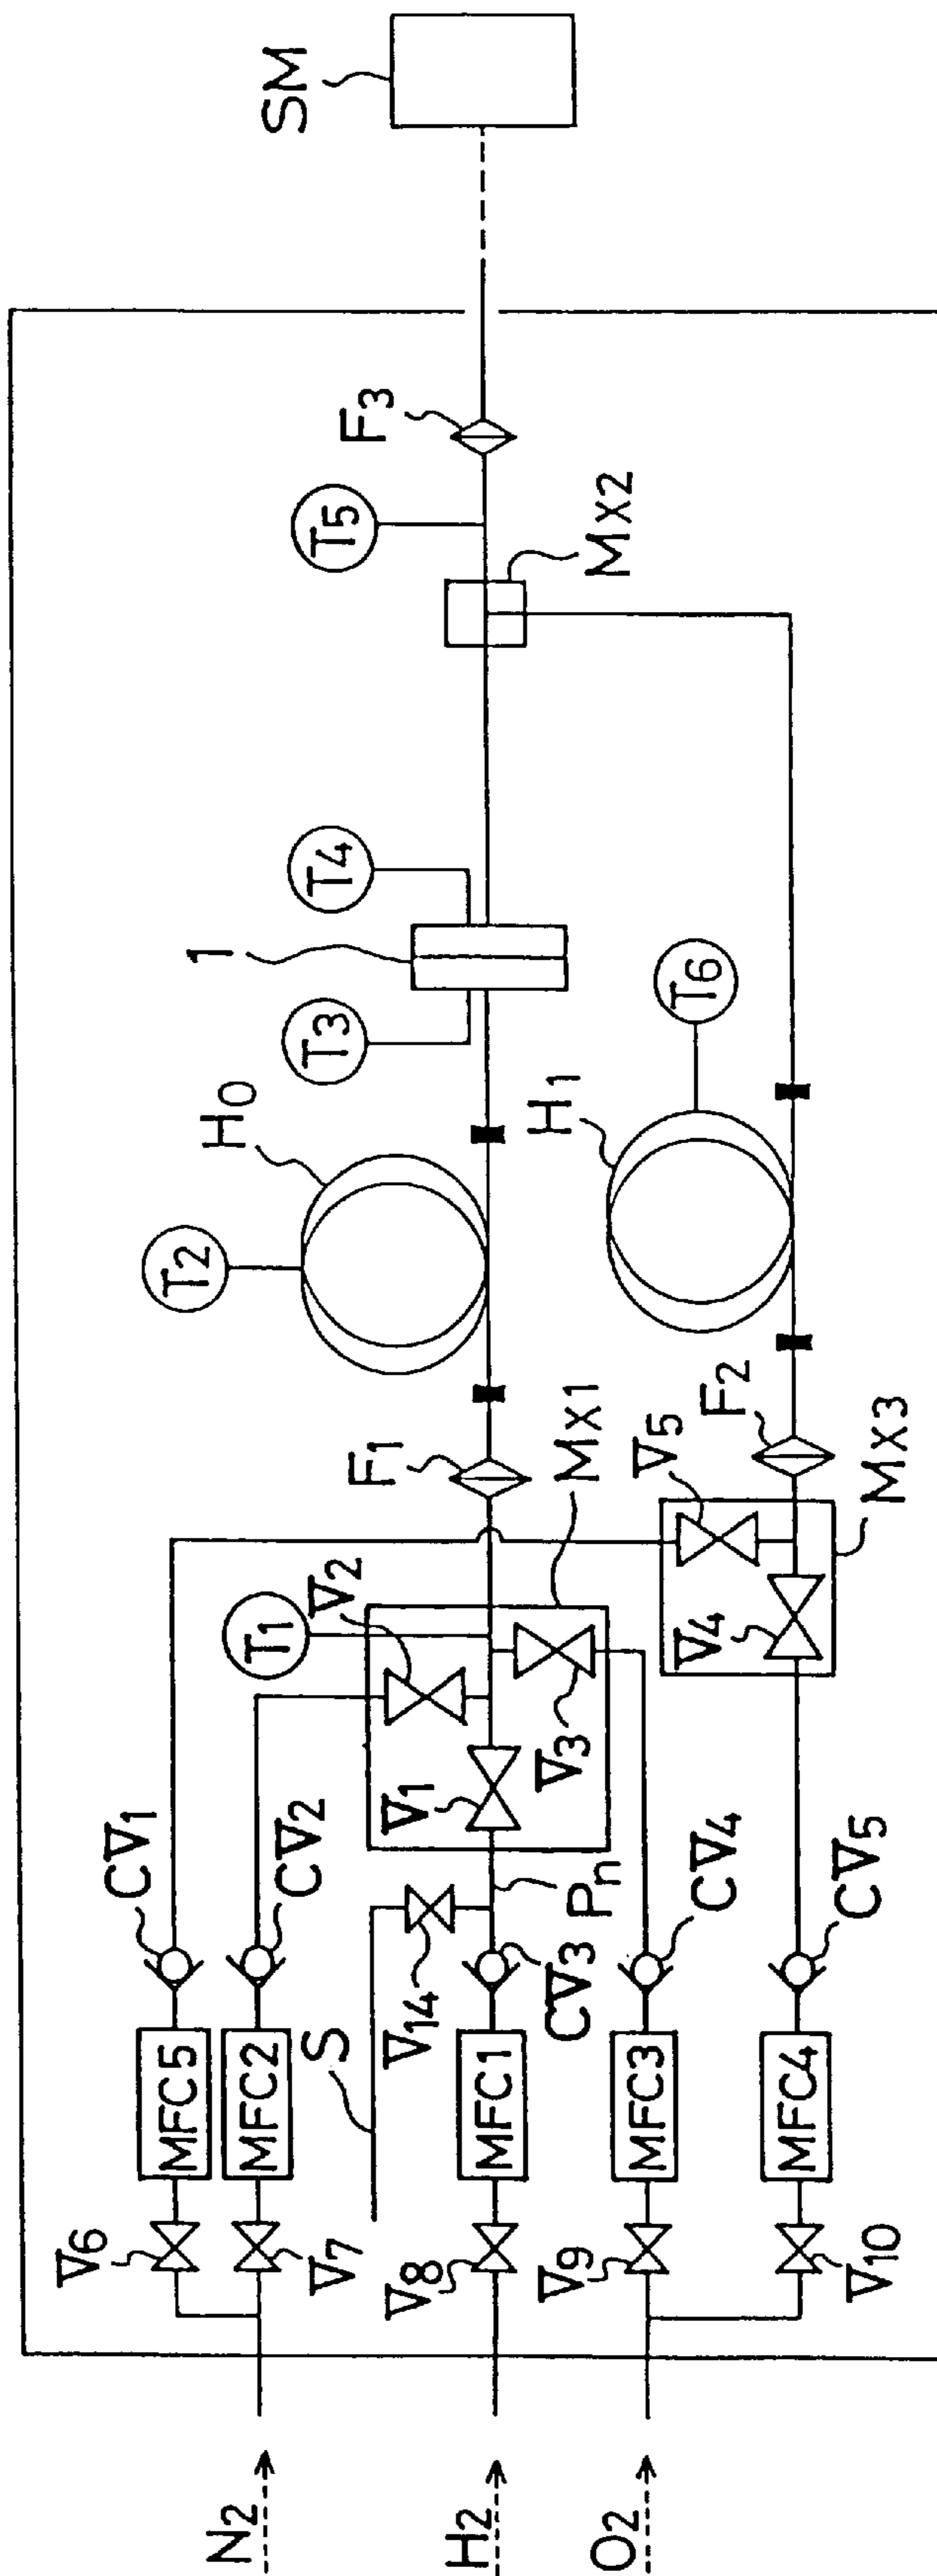 SM
F3
T5
MX2
T4
1
T3
T6
H0
H1
T2
F1
MX1
F2
V5
MX3
T1
V2
V4
V3
V1
CV1
CV2
Pn
CV4
CV5
V14
CV3
S
MFC5
MFC2
MFC1
MFC3
MFC4
V6
V7
V8
V9
V10
N2
H2
O2